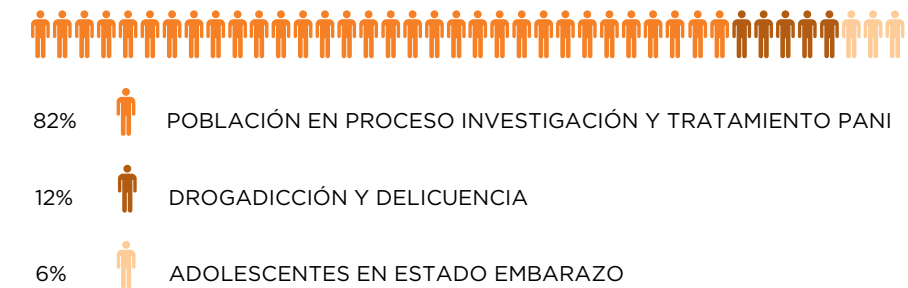 82% POBLACIÓN EN PROCESO INVESTIGACIÓN Y TRATAMIENTO PANI
12% DROGADICCIÓN Y DELICUENCIA
6% ADOLESCENTES EN ESTADO EMBARAZO